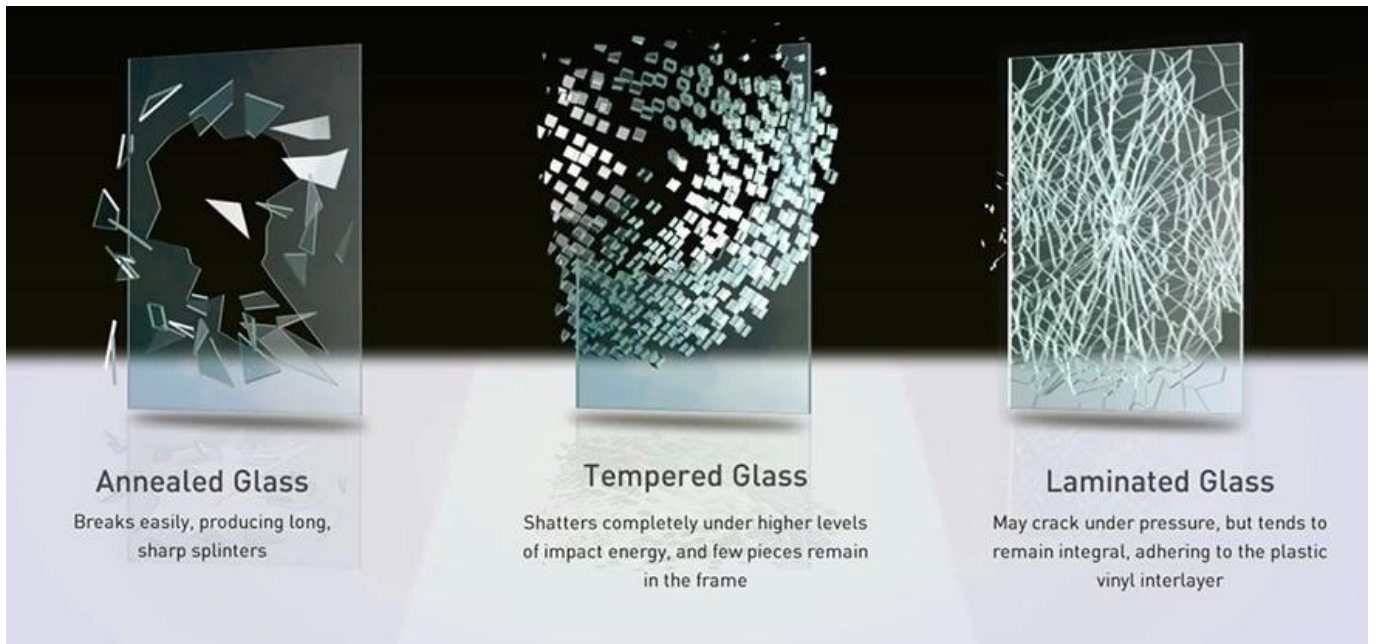 Annealed Glass
Breaks easily, producing long,
sharp splinters
Tempered Glass
Shatters completely under higher levels
of impact energy, and few pieces remain
in the frame
Laminated Glass
May crack under pressure, but tends to
remain integral, adhering to the plastic
vinyl interlayer